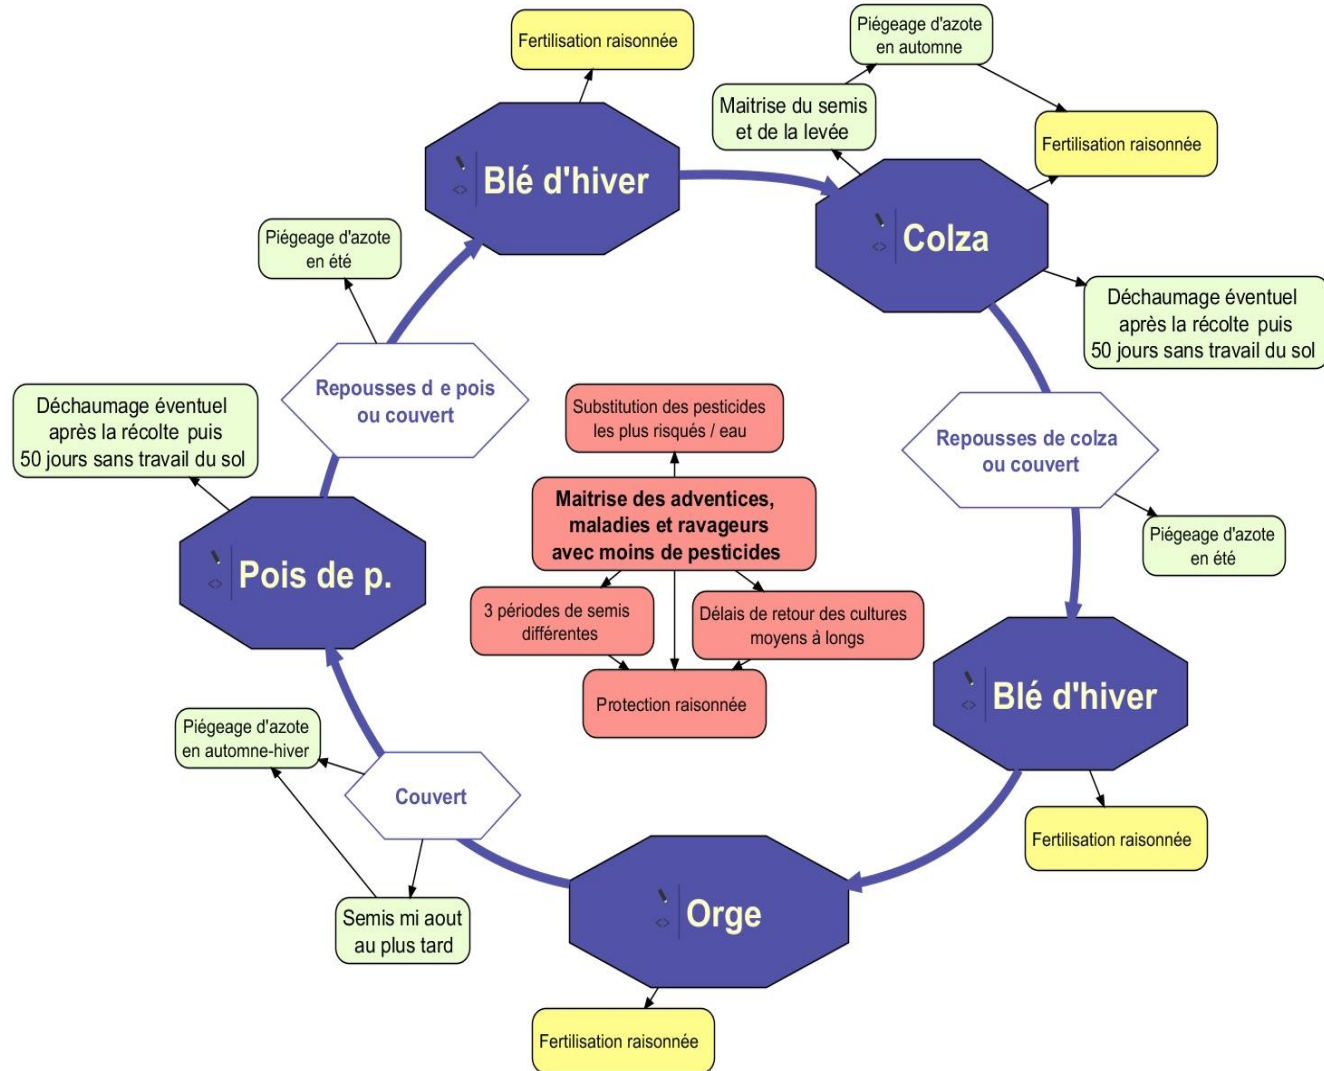 Fertilisation raisonnée
Piégeage d'azote
en automne
Maitrise du semis
et de la levée
Fertilisation raisonnée
Blé d'hiver
Colza
Piégeage d'azote
en été
Déchaumage éventuel
après la récolte puis
50 jours sans travail du sol
Repousses d e pois
ou couvert
Déchaumage éventuel
après la récolte puis
50 jours sans travail du sol
Substitution des pesticides
les plus risqués / eau
Repousses de colza
ou couvert
Maitrise des adventices,
maladies et ravageurs
avec moins de pesticides
Piégeage d'azote
en été
Pois de p.
3 périodes de semis
différentes
Délais de retour des cultures
moyens à longs
Blé d'hiver
Protection raisonnée
Piégeage d'azote
en automne-hiver
Couvert
Fertilisation raisonnée
Orge
Semis mi aout
au plus tard
Fertilisation raisonnée